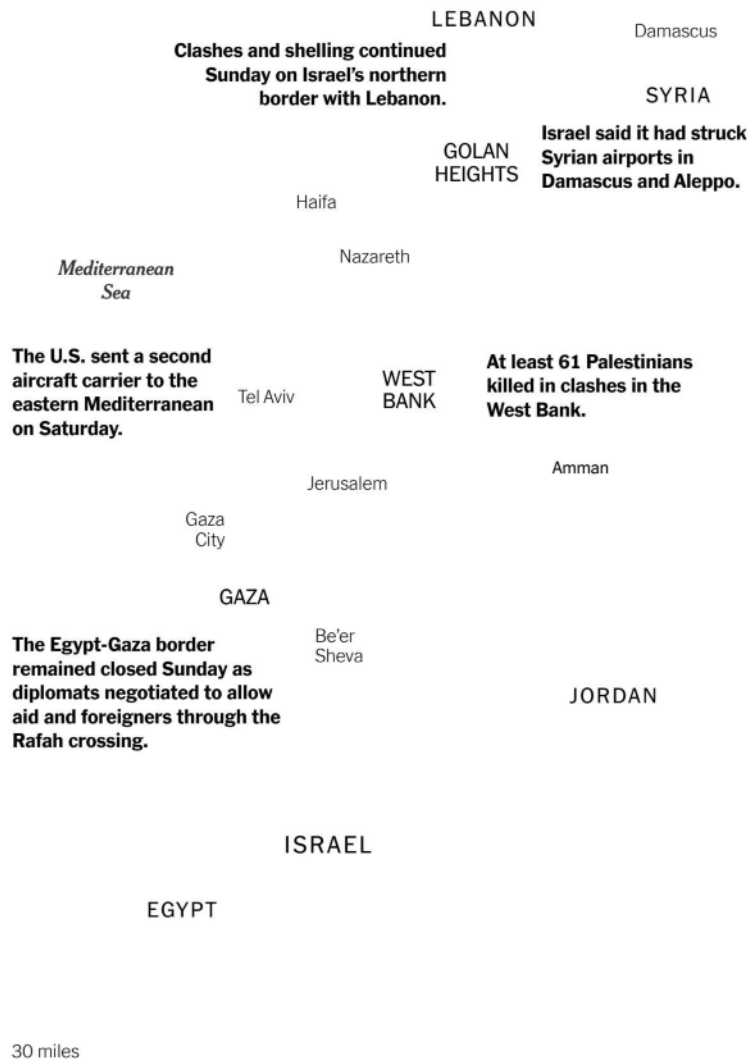 LEBANON
Damascus
Clashes and shelling continued
Sunday on Israel's northern
border with Lebanon.
SYRIA
Israel said it had struck
Syrian airports in
Damascus and Aleppo.
GOLAN
HEIGHTS
Haifa
Nazareth
Mediterranean
Sea
The U.S. sent a second
aircraft carrier to the
eastern Mediterranean
on Saturday.
Tel Aviv
WEST
BANK
At least 61 Palestinians
killed in clashes in the
West Bank.
Amman
Jerusalem
Gaza
City
GAZA
The Egypt-Gaza border
remained closed Sunday as
diplomats negotiated to allow
aid and foreigners through the
Rafah crossing.
Be'er
Sheva
JORDAN
ISRAEL
EGYPT
30 miles